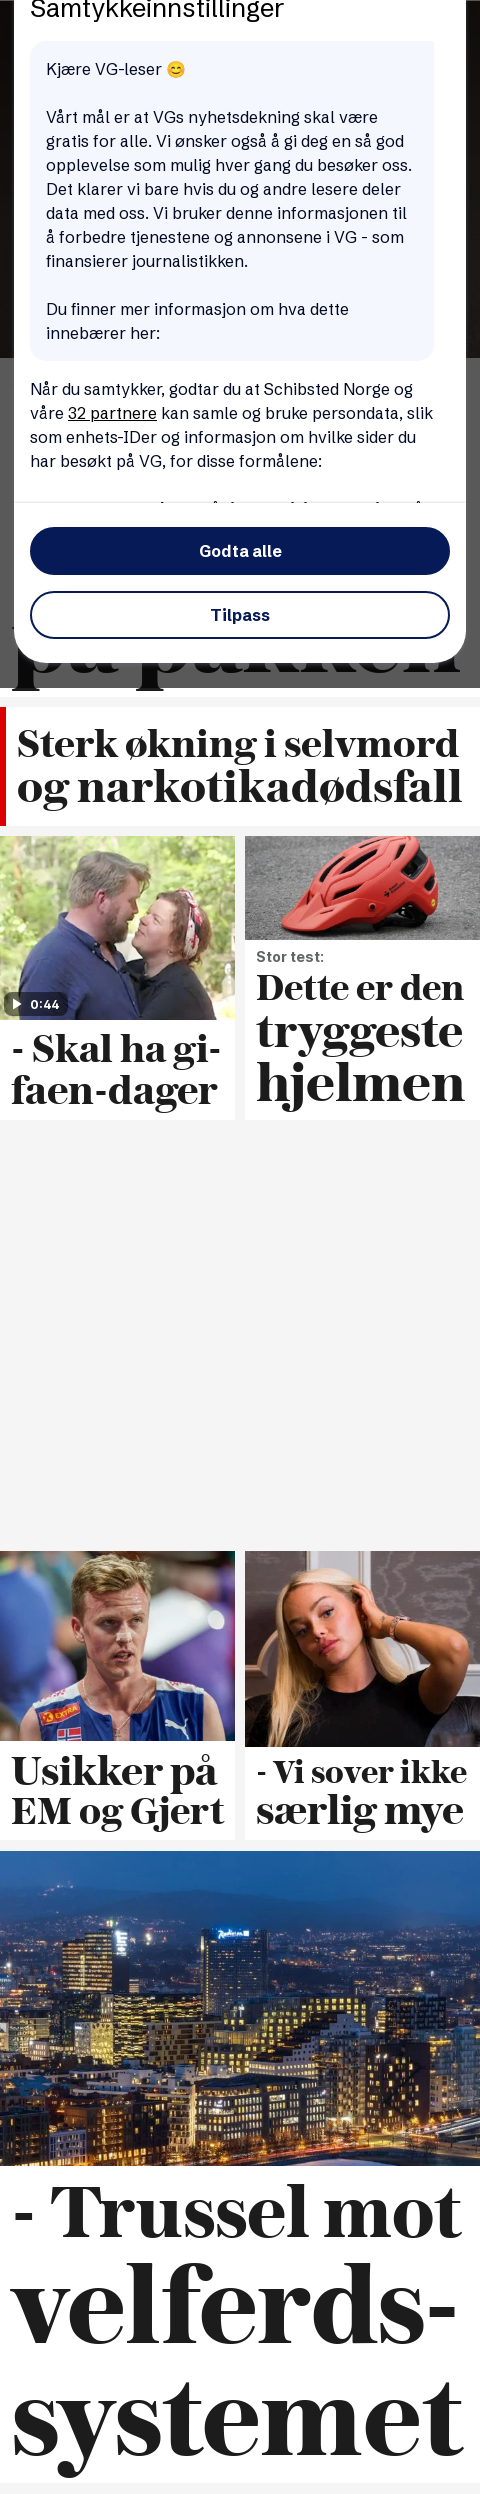 Samtykkeinnstillinger
Kjære VG-leser 😊
Vårt mål er at VGs nyhetsdekning skal være
gratis for alle. Vi ønsker også å gi deg en så god
opplevelse som mulig hver gang du besøker oss.
Det klarer vi bare hvis du og andre lesere deler
data med oss. Vi bruker denne informasjonen til
å forbedre tjenestene og annonsene i VG - som
finansierer journalistikken.
Du finner mer informasjon om hva dette
innebærer her:
Når du samtykker, godtar du at Schibsted Norge og
våre 32 partnere kan samle og bruke persondata, slik
som enhets-IDer og informasjon om hvilke sider du
har besøkt på VG, for disse formålene:
Godta alle
Tilpass
på pakken
Sterk økning i selvmord
og narkotikadødsfall
0:44
- Skal ha gi-
faen-dager
Stor test:
Dette er den
tryggeste
hjelmen
EXTRA
Usikker på
EM og Gjert
- Vi sover ikke
særlig mye
Radisson
- Trussel mot
velferds-
systemet